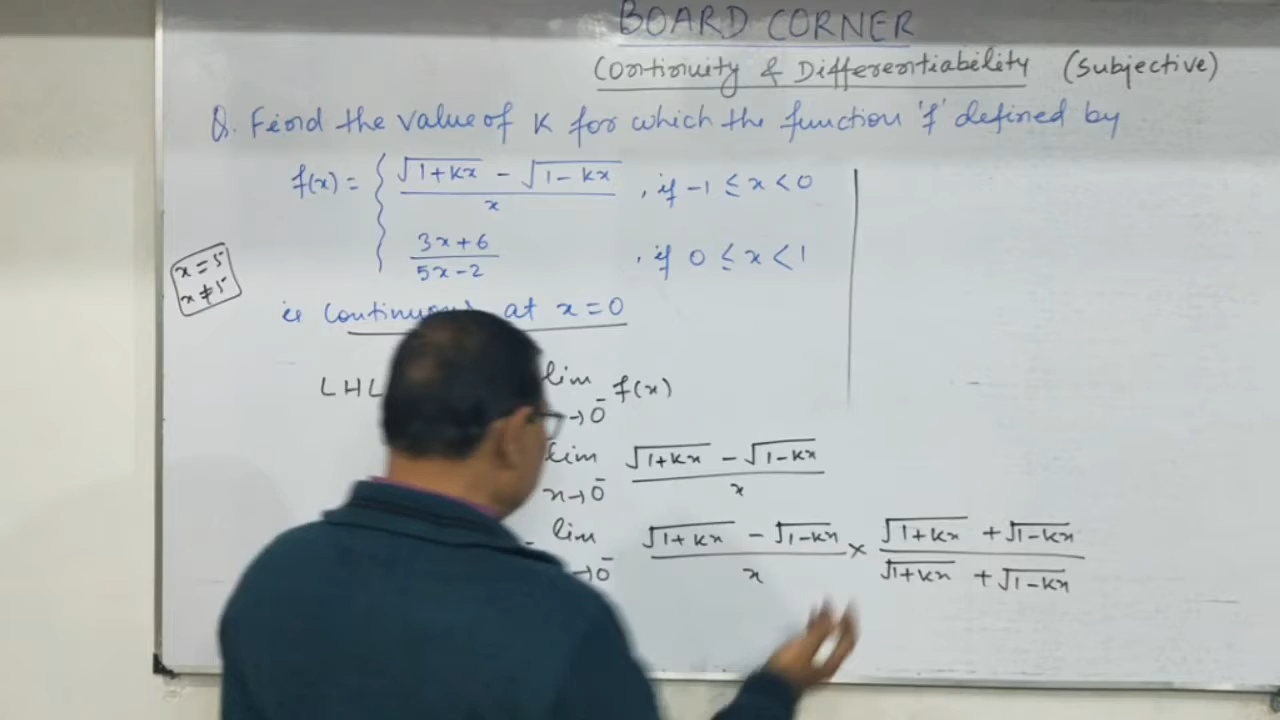 BOARD CORNER
Continuity & Differentiability (Subjective)
Q. Find the value of K for which the function 'f' defined by
f(x) = { (√(1+kx) - √(1-kx))/x , if -1 ≤ x < 0
(3x+6)/(5x-2) , if 0 ≤ x < 1
x = 5
x ≠ 5
is continuous at x = 0
LHL lim →0⁻ f(x)
lim x→0⁻ (√(1+kx) - √(1-kx))/x
lim →0⁻ (√(1+kx) - √(1-kx))/x × (√(1+kx) + √(1-kx))/(√(1+kx) + √(1-kx))